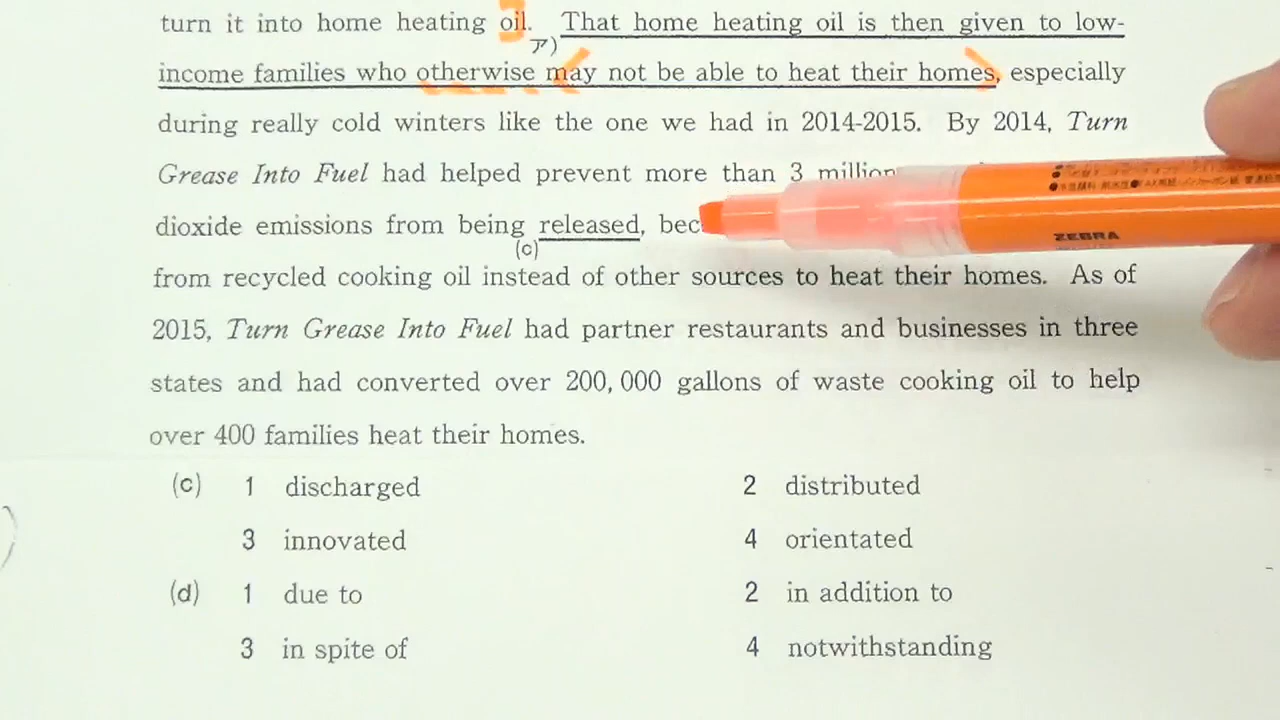 turn it into home heating oil. That home heating oil is then given to low-
ア)
income families who otherwise may not be able to heat their homes, especially
during really cold winters like the one we had in 2014-2015. By 2014, Turn
Grease Into Fuel had helped prevent more than 3 million
dioxide emissions from being released, bec
(c)
from recycled cooking oil instead of other sources to heat their homes. As of
2015, Turn Grease Into Fuel had partner restaurants and businesses in three
states and had converted over 200,000 gallons of waste cooking oil to help
over 400 families heat their homes.
(c) 1 discharged 2 distributed
3 innovated 4 orientated
(d) 1 due to 2 in addition to
3 in spite of 4 notwithstanding
ZEBRA